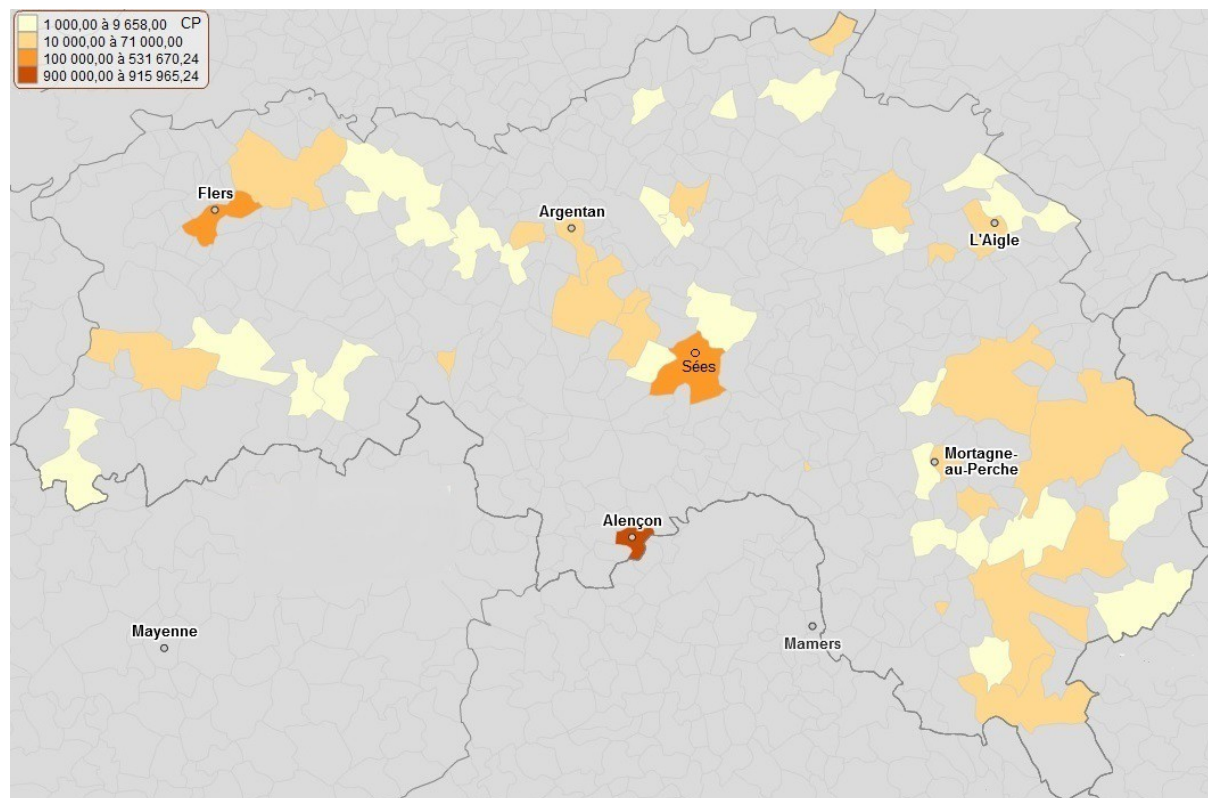 1 000,00 à 9 658,00 CP
10 000,00 à 71 000,00
100 000,00 à 531 670,24
900 000,00 à 915 965,24
Flers
Argentan
L'Aigle
Sées
Mortagne-
au-Perche
Alençon
Mayenne
Mamers